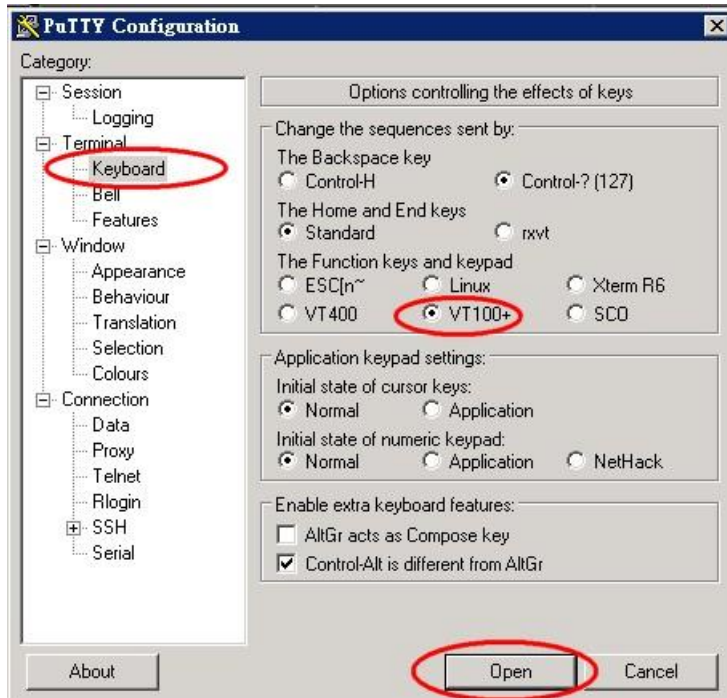 PuTTY Configuration
Category:
Session
Logging
Terminal
Keyboard
Bell
Features
Window
Appearance
Behaviour
Translation
Selection
Colours
Connection
Data
Proxy
Telnet
Rlogin
SSH
Serial
Options controlling the effects of keys
Change the sequences sent by:
The Backspace key
Control-H Control-? (127)
The Home and End keys
Standard rxvt
The Function keys and keypad
ESC[n~ Linux Xterm R6
VT400 VT100+ SCO
Application keypad settings:
Initial state of cursor keys:
Normal Application
Initial state of numeric keypad:
Normal Application NetHack
Enable extra keyboard features:
AltGr acts as Compose key
Control-Alt is different from AltGr
About Open Cancel